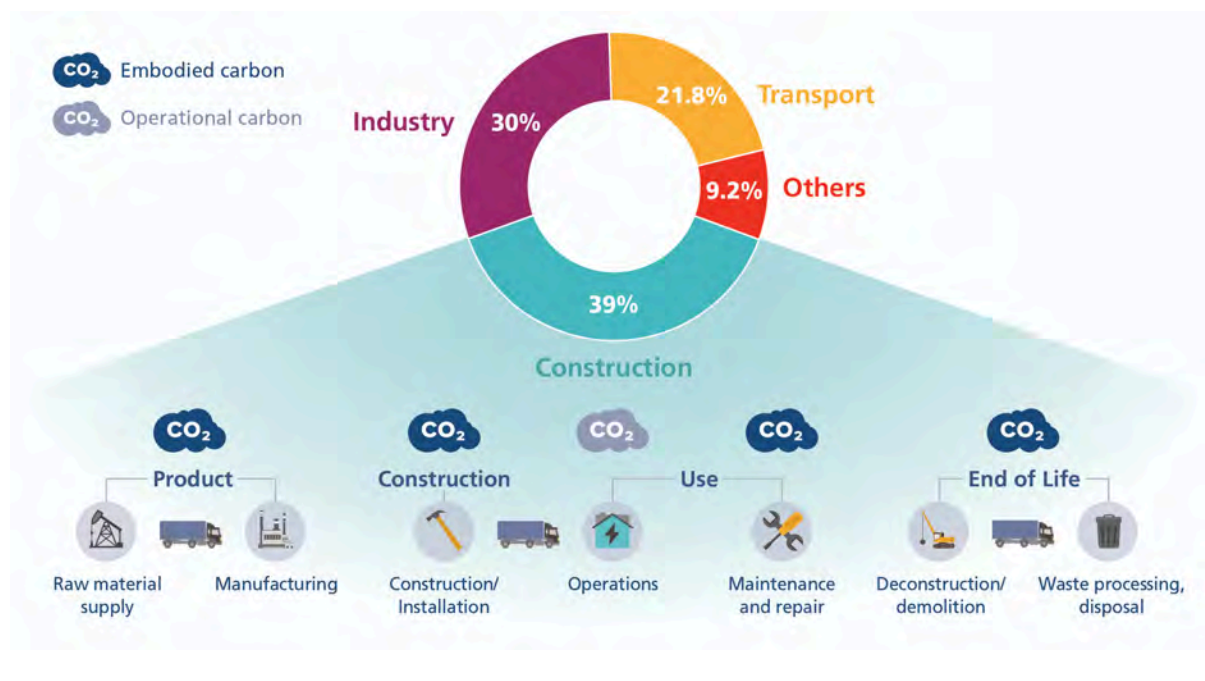 CO₂ Embodied carbon
CO₂ Operational carbon
Industry
30%
21.8%
Transport
9.2%
Others
39%
Construction
CO₂
CO₂
CO₂
CO₂
CO₂
Product
Construction
Use
End of Life
Raw material
supply
Manufacturing
Construction/
Installation
Operations
Maintenance
and repair
Deconstruction/
demolition
Waste processing,
disposal